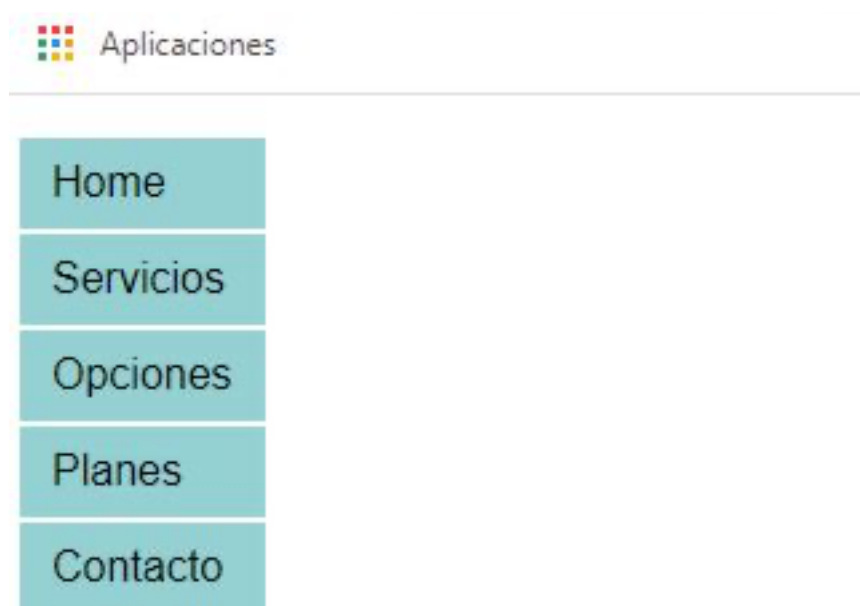 Aplicaciones
Home
Servicios
Opciones
Planes
Contacto